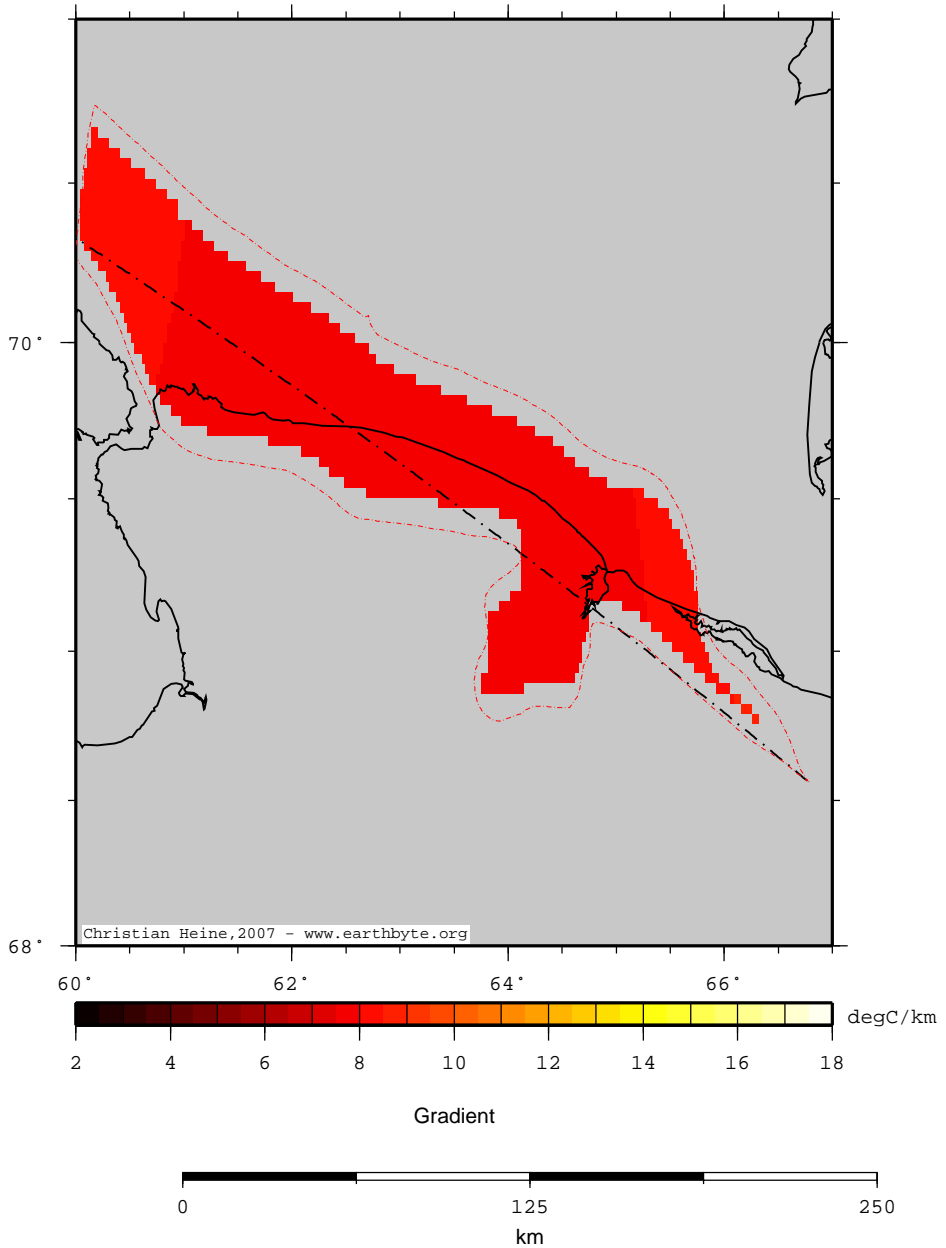 70°
68°
Christian Heine,2007 - www.earthbyte.org
60° 62° 64° 66°
degC/km
2 4 6 8 10 12 14 16 18
Gradient
0 125 250
km